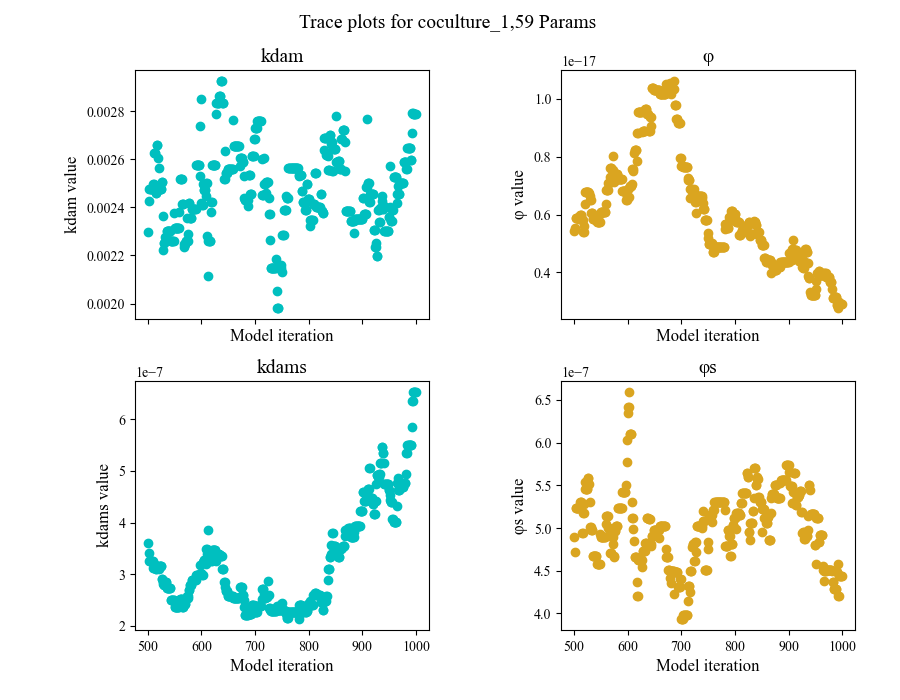 Trace plots for coculture_1,59 Params
kdam
kdam value
0.0028
0.0026
0.0024
0.0022
0.0020
Model iteration
φ
1e−17
φ value
1.0
0.8
0.6
0.4
Model iteration
kdams
1e−7
kdams value
6
5
4
3
2
500 600 700 800 900 1000
Model iteration
φs
1e−7
φs value
6.5
6.0
5.5
5.0
4.5
4.0
500 600 700 800 900 1000
Model iteration